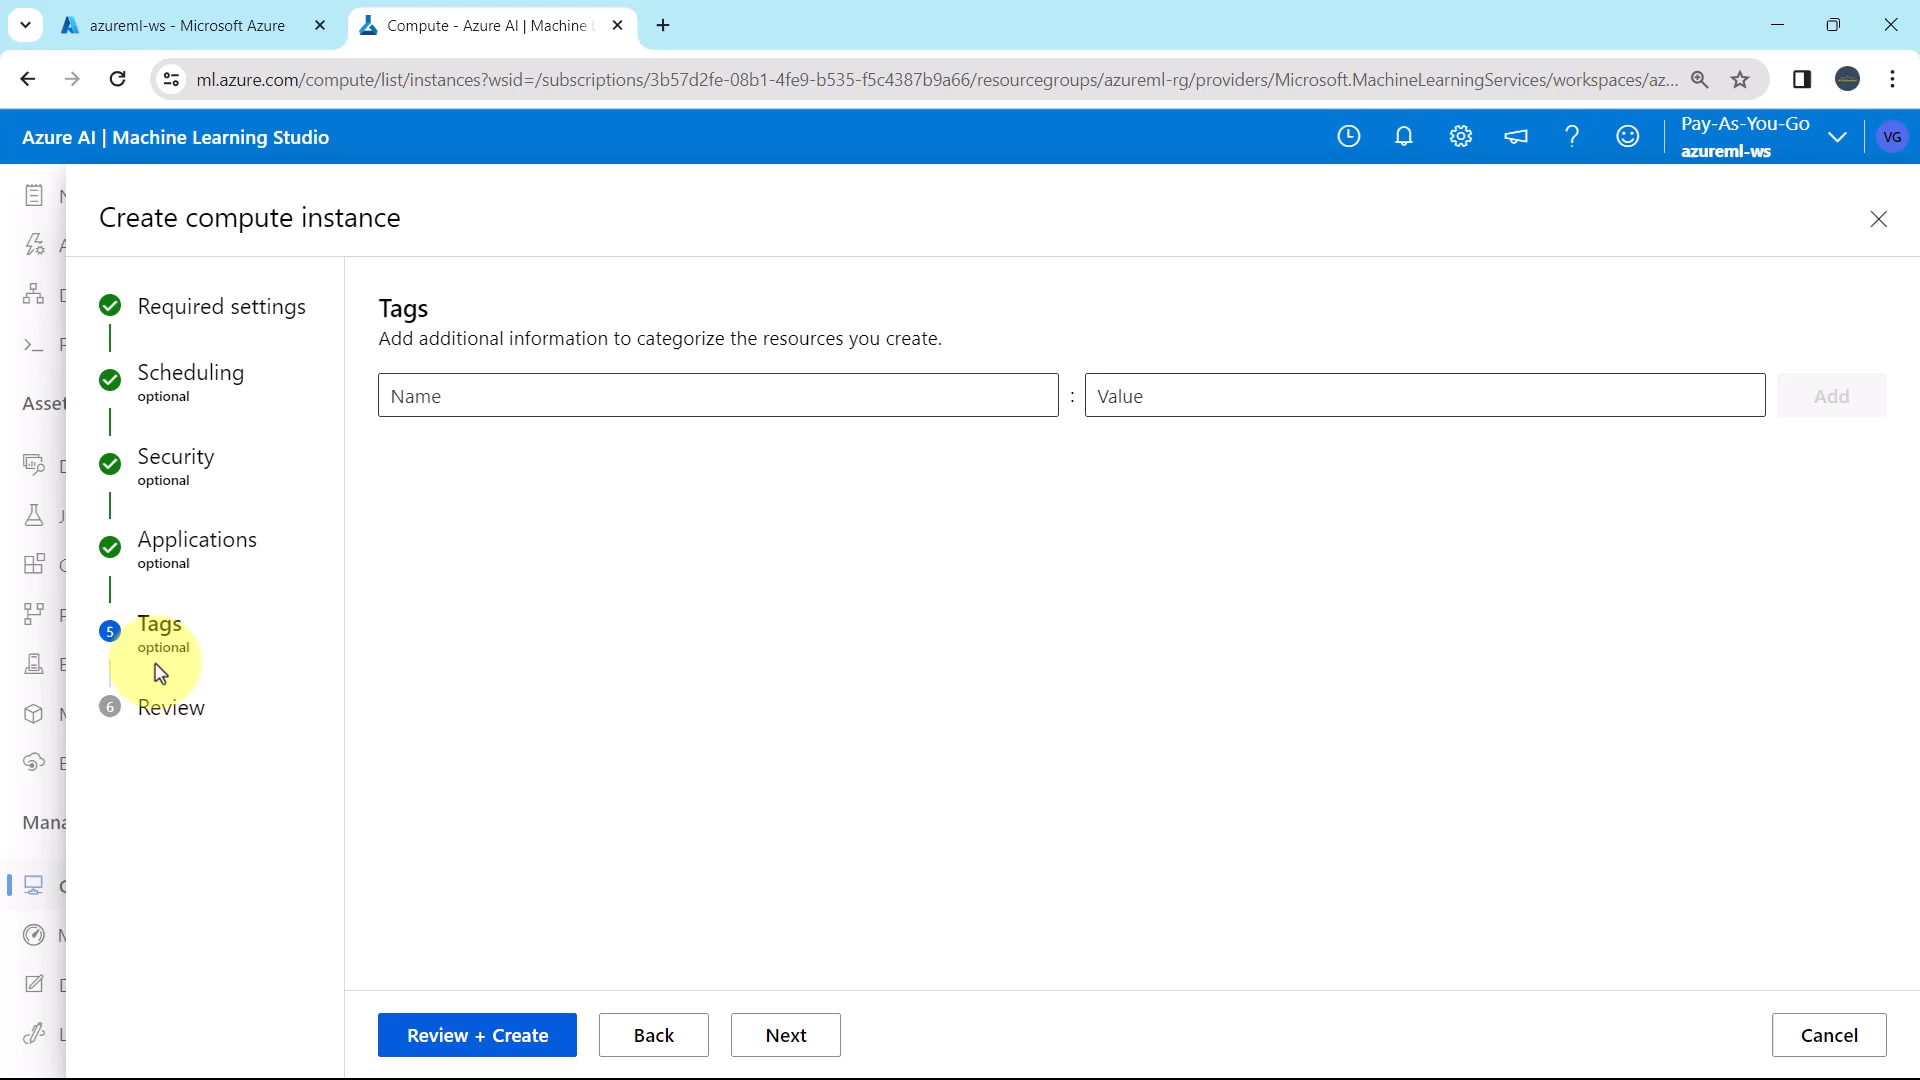 azureml-ws - Microsoft Azure
Compute - Azure AI | Machine
ml.azure.com/compute/list/instances?wsid=/subscriptions/3b57d2fe-08b1-4fe9-b535-f5c4387b9a66/resourcegroups/azureml-rg/providers/Microsoft.MachineLearningServices/workspaces/az...
Azure AI | Machine Learning Studio
Pay-As-You-Go
azureml-ws
VG
Create compute instance
Required settings
Scheduling
optional
Security
optional
Applications
optional
5
Tags
optional
6
Review
Tags
Add additional information to categorize the resources you create.
Name
:
Value
Add
Review + Create
Back
Next
Cancel